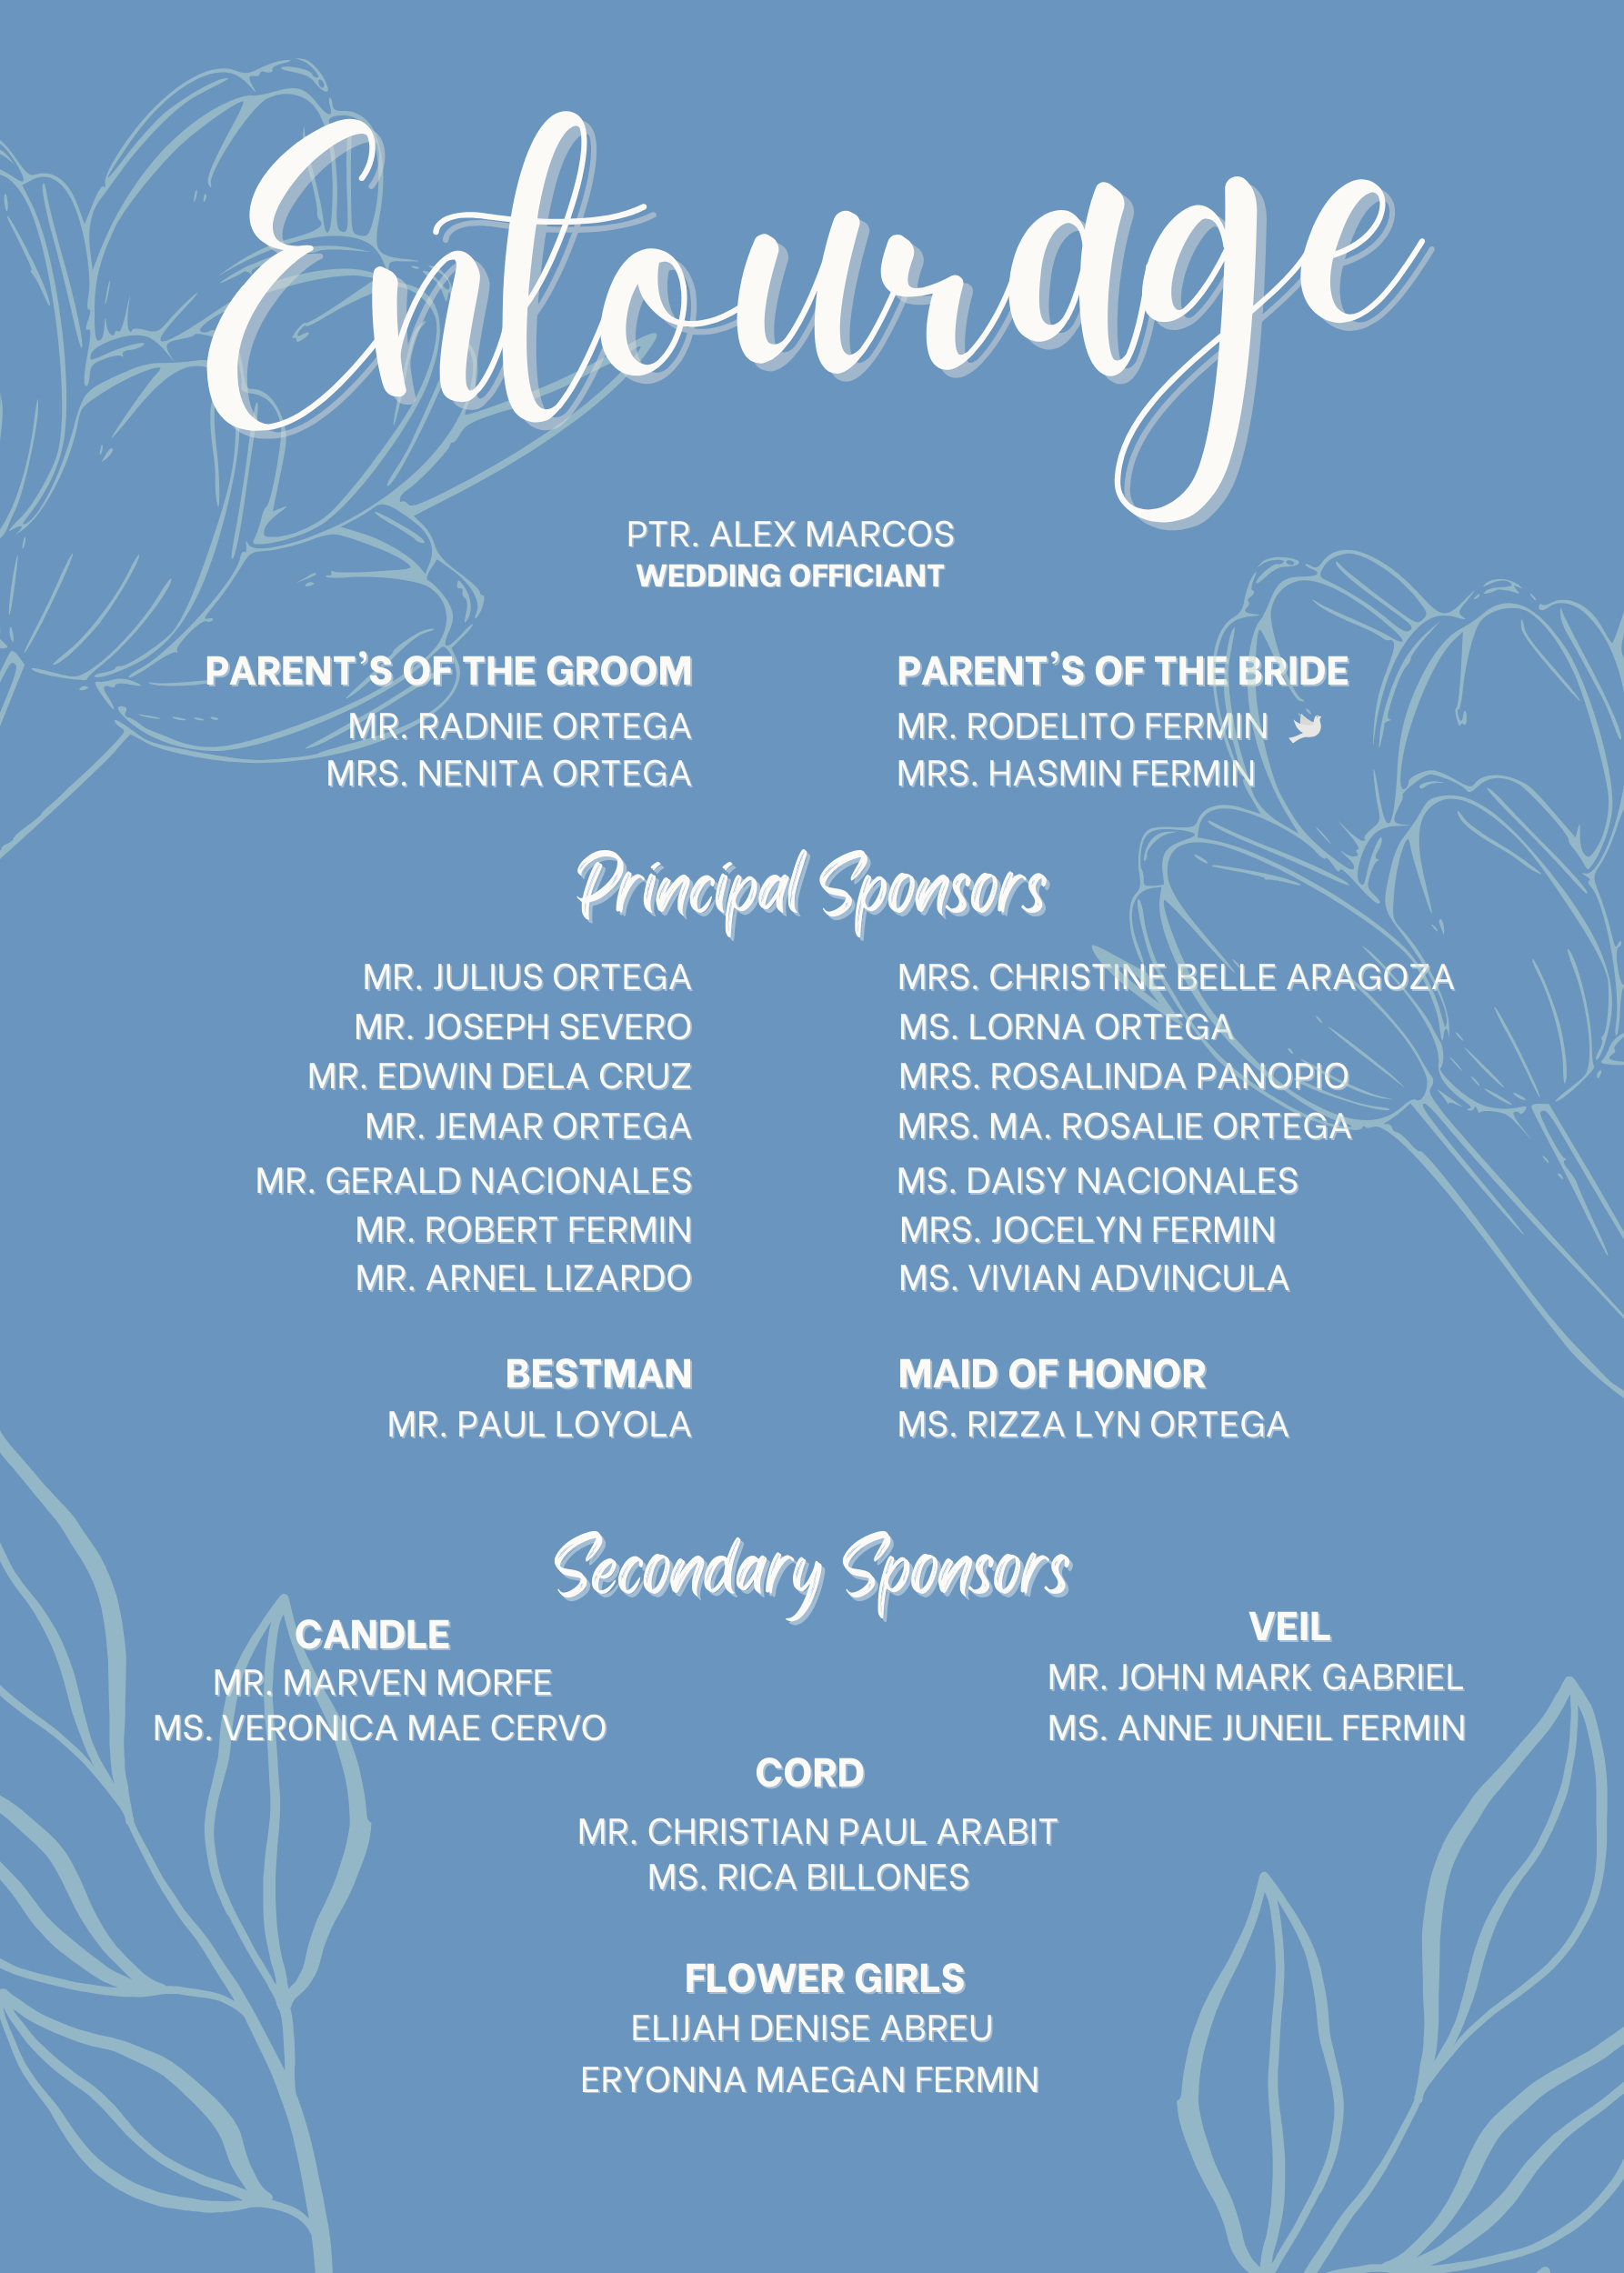 Entourage
PTR. ALEX MARCOS
WEDDING OFFICIANT
PARENT'S OF THE GROOM
MR. RADNIE ORTEGA
MRS. NENITA ORTEGA
PARENT'S OF THE BRIDE
MR. RODELITO FERMIN
MRS. HASMIN FERMIN
Principal Sponsors
MR. JULIUS ORTEGA
MR. JOSEPH SEVERO
MR. EDWIN DELA CRUZ
MR. JEMAR ORTEGA
MR. GERALD NACIONALES
MR. ROBERT FERMIN
MR. ARNEL LIZARDO
MRS. CHRISTINE BELLE ARAGOZA
MS. LORNA ORTEGA
MRS. ROSALINDA PANOPIO
MRS. MA. ROSALIE ORTEGA
MS. DAISY NACIONALES
MRS. JOCELYN FERMIN
MS. VIVIAN ADVINCULA
BESTMAN
MR. PAUL LOYOLA
MAID OF HONOR
MS. RIZZA LYN ORTEGA
Secondary Sponsors
CANDLE
MR. MARVEN MORFE
MS. VERONICA MAE CERVO
VEIL
MR. JOHN MARK GABRIEL
MS. ANNE JUNEIL FERMIN
CORD
MR. CHRISTIAN PAUL ARABIT
MS. RICA BILLONES
FLOWER GIRLS
ELIJAH DENISE ABREU
ERYONNA MAEGAN FERMIN